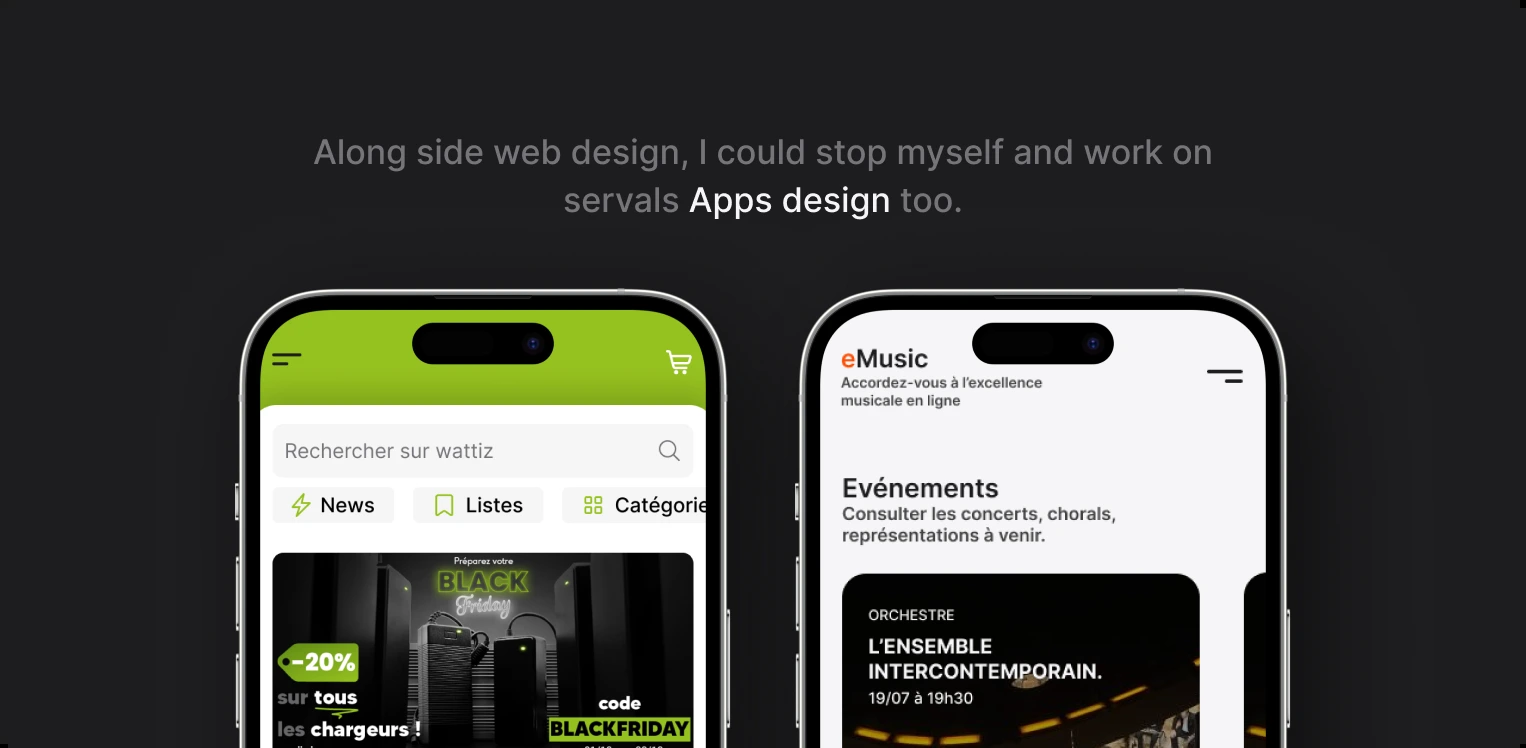 Along side web design, I could stop myself and work on
servals Apps design too.
Rechercher sur wattiz
News
Listes
Catégorie
Préparez votre
BLACK
Friday
-20%
sur tous
les chargeurs !
code
BLACKFRIDAY
eMusic
Accordez-vous à l'excellence
musicale en ligne
Evénements
Consulter les concerts, chorals,
représentations à venir.
ORCHESTRE
L'ENSEMBLE
INTERCONTEMPORAIN.
19/07 à 19h30